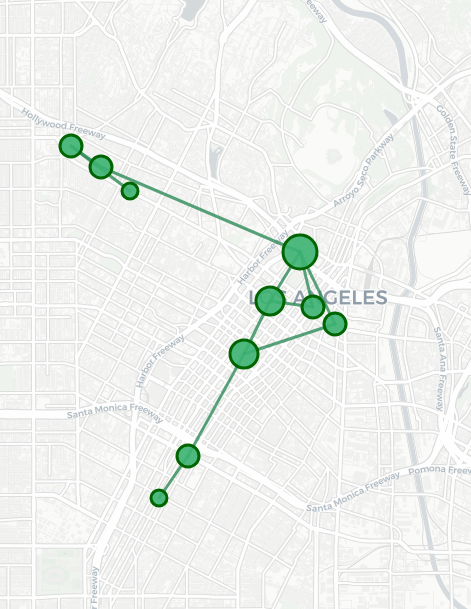 Freeway
Hollywood Freeway
Golden State Freeway
Arroyo Seco Parkway
Harbor Freeway
LOS ANGELES
Harbor Freeway
Santa Ana Freeway
Santa Monica Freeway
Pomona Free
Santa Monica Freeway
r Freeway